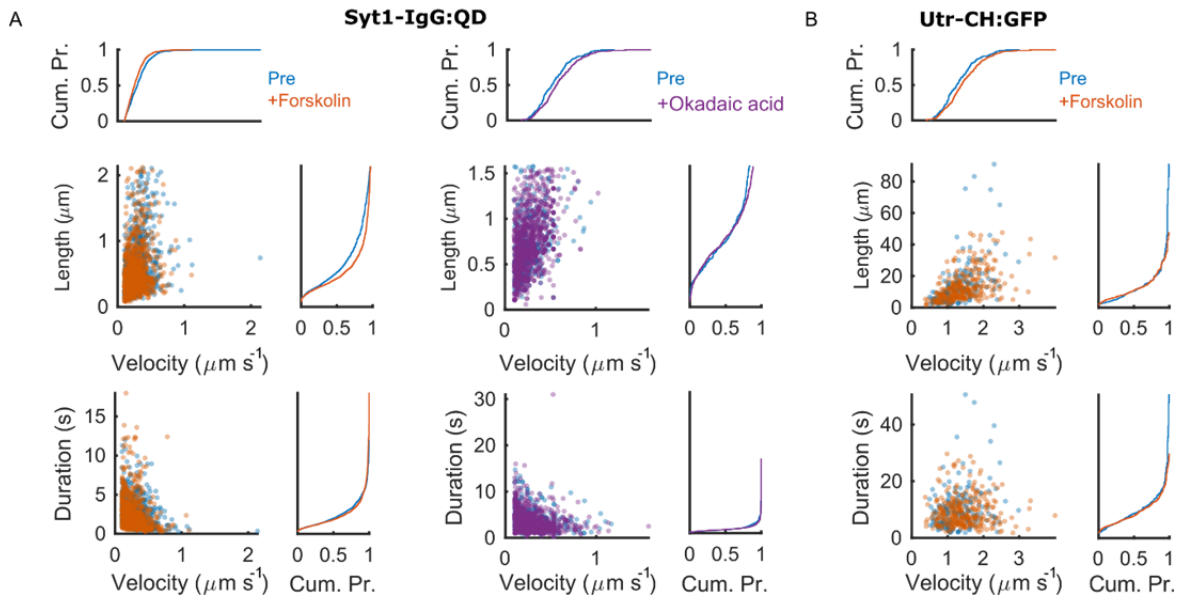 A
Syt1-IgG:QD
B
Utr-CH:GFP
Cum. Pr.
1
0.5
0
Pre
+Forskolin
Cum. Pr.
1
0.5
0
Pre
+Okadaic acid
Cum. Pr.
1
0.5
0
Pre
+Forskolin
Length (μm)
2
1
0
0 1 2
Velocity (μm s-1)
0 0.5 1
Length (μm)
1.5
1
0.5
0
0 1
Velocity (μm s-1)
0 0.5 1
Length (μm)
80
60
40
20
0
0 1 2 3
Velocity (μm s-1)
0 0.5 1
Duration (s)
15
10
5
0
0 1 2
Velocity (μm s-1)
0 0.5 1
Cum. Pr.
Duration (s)
30
20
10
0
0 1
Velocity (μm s-1)
0 0.5 1
Cum. Pr.
Duration (s)
40
20
0
0 1 2 3
Velocity (μm s-1)
0 0.5 1
Cum. Pr.